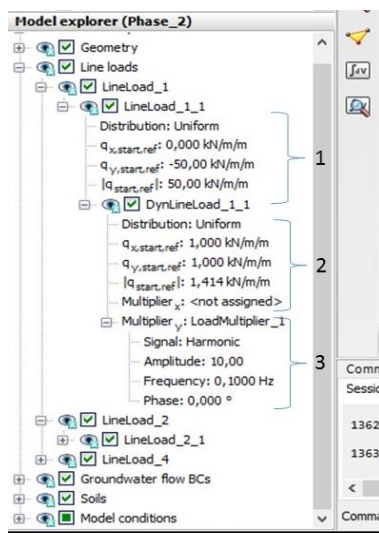 Model explorer (Phase_2)
Geometry
Line loads
LineLoad_1
LineLoad_1_1
Distribution: Uniform
qx,start,ref: 0,000 kN/m/m
qy,start,ref: -50,00 kN/m/m
|qstart,ref|: 50,00 kN/m/m
1
DynLineLoad_1_1
Distribution: Uniform
qx,start,ref: 1,000 kN/m/m
qy,start,ref: 1,000 kN/m/m
2
|qstart,ref|: 1,414 kN/m/m
Multiplierx: <not assigned>
Multipliery: LoadMultiplier_1
Signal: Harmonic
Amplitude: 10,00
3
Frequency: 0,1000 Hz
Phase: 0,000 °
LineLoad_2
LineLoad_2_1
LineLoad_4
Groundwater flow BCs
Soils
Model conditions
∫dv
Comm
Sessio
1362
1363
<
Comma